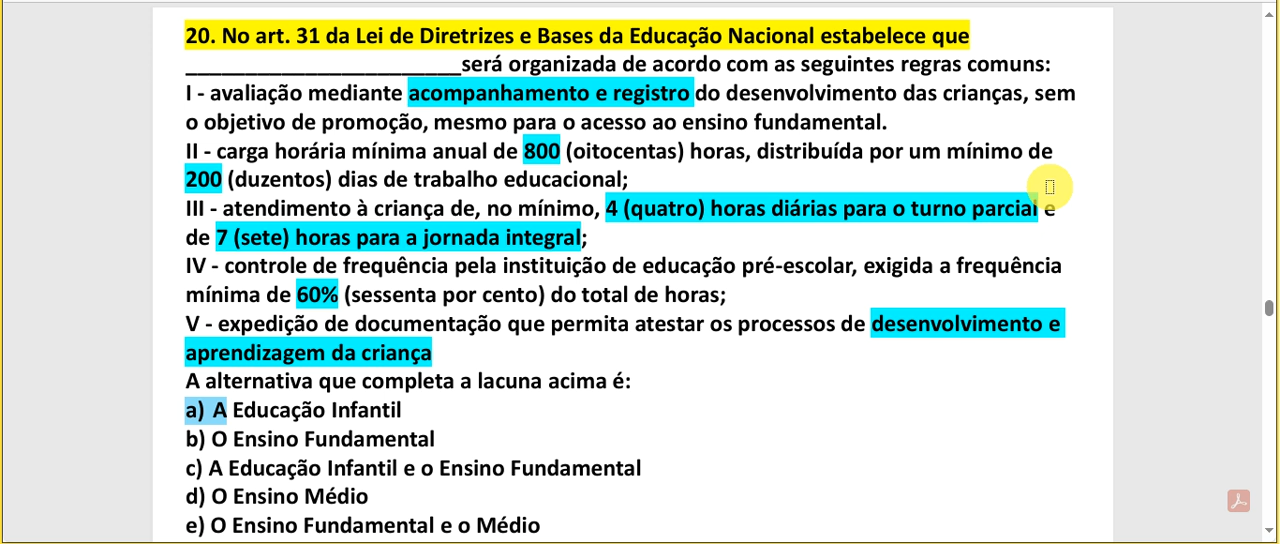 20. No art. 31 da Lei de Diretrizes e Bases da Educação Nacional estabelece que
_______________________será organizada de acordo com as seguintes regras comuns:
I - avaliação mediante acompanhamento e registro do desenvolvimento das crianças, sem
o objetivo de promoção, mesmo para o acesso ao ensino fundamental.
II - carga horária mínima anual de 800 (oitocentas) horas, distribuída por um mínimo de
200 (duzentos) dias de trabalho educacional;
III - atendimento à criança de, no mínimo, 4 (quatro) horas diárias para o turno parcial e
de 7 (sete) horas para a jornada integral;
IV - controle de frequência pela instituição de educação pré-escolar, exigida a frequência
mínima de 60% (sessenta por cento) do total de horas;
V - expedição de documentação que permita atestar os processos de desenvolvimento e
aprendizagem da criança
A alternativa que completa a lacuna acima é:
a) A Educação Infantil
b) O Ensino Fundamental
c) A Educação Infantil e o Ensino Fundamental
d) O Ensino Médio
e) O Ensino Fundamental e o Médio